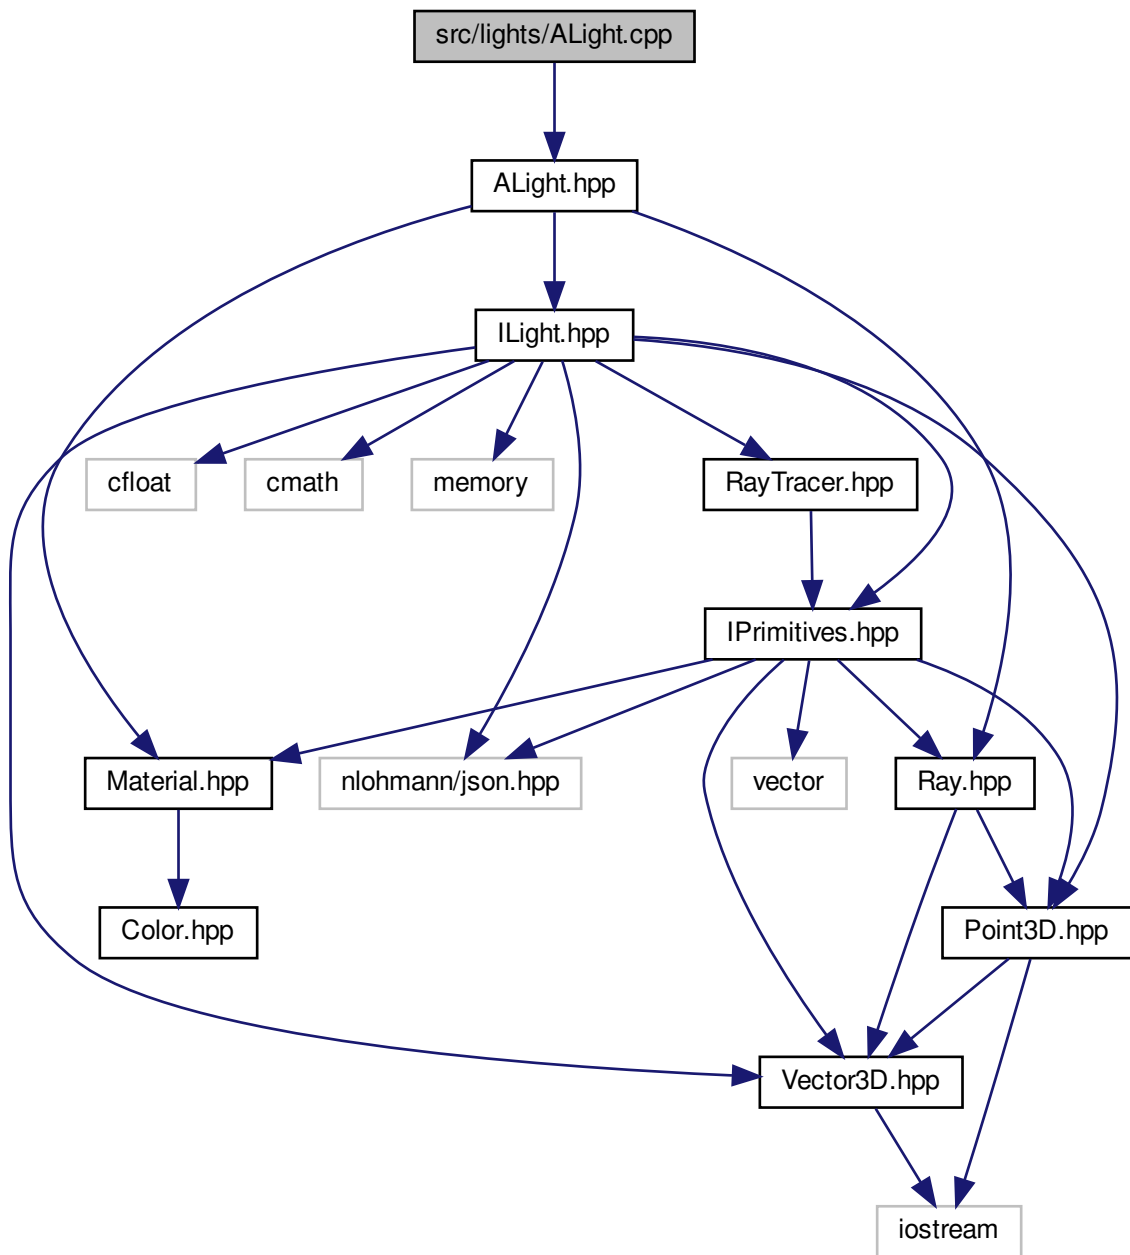 src/lights/ALight.cpp
ALight.hpp
ILight.hpp
cfloat
cmath
memory
RayTracer.hpp
IPrimitives.hpp
Material.hpp
nlohmann/json.hpp
vector
Ray.hpp
Color.hpp
Point3D.hpp
Vector3D.hpp
iostream